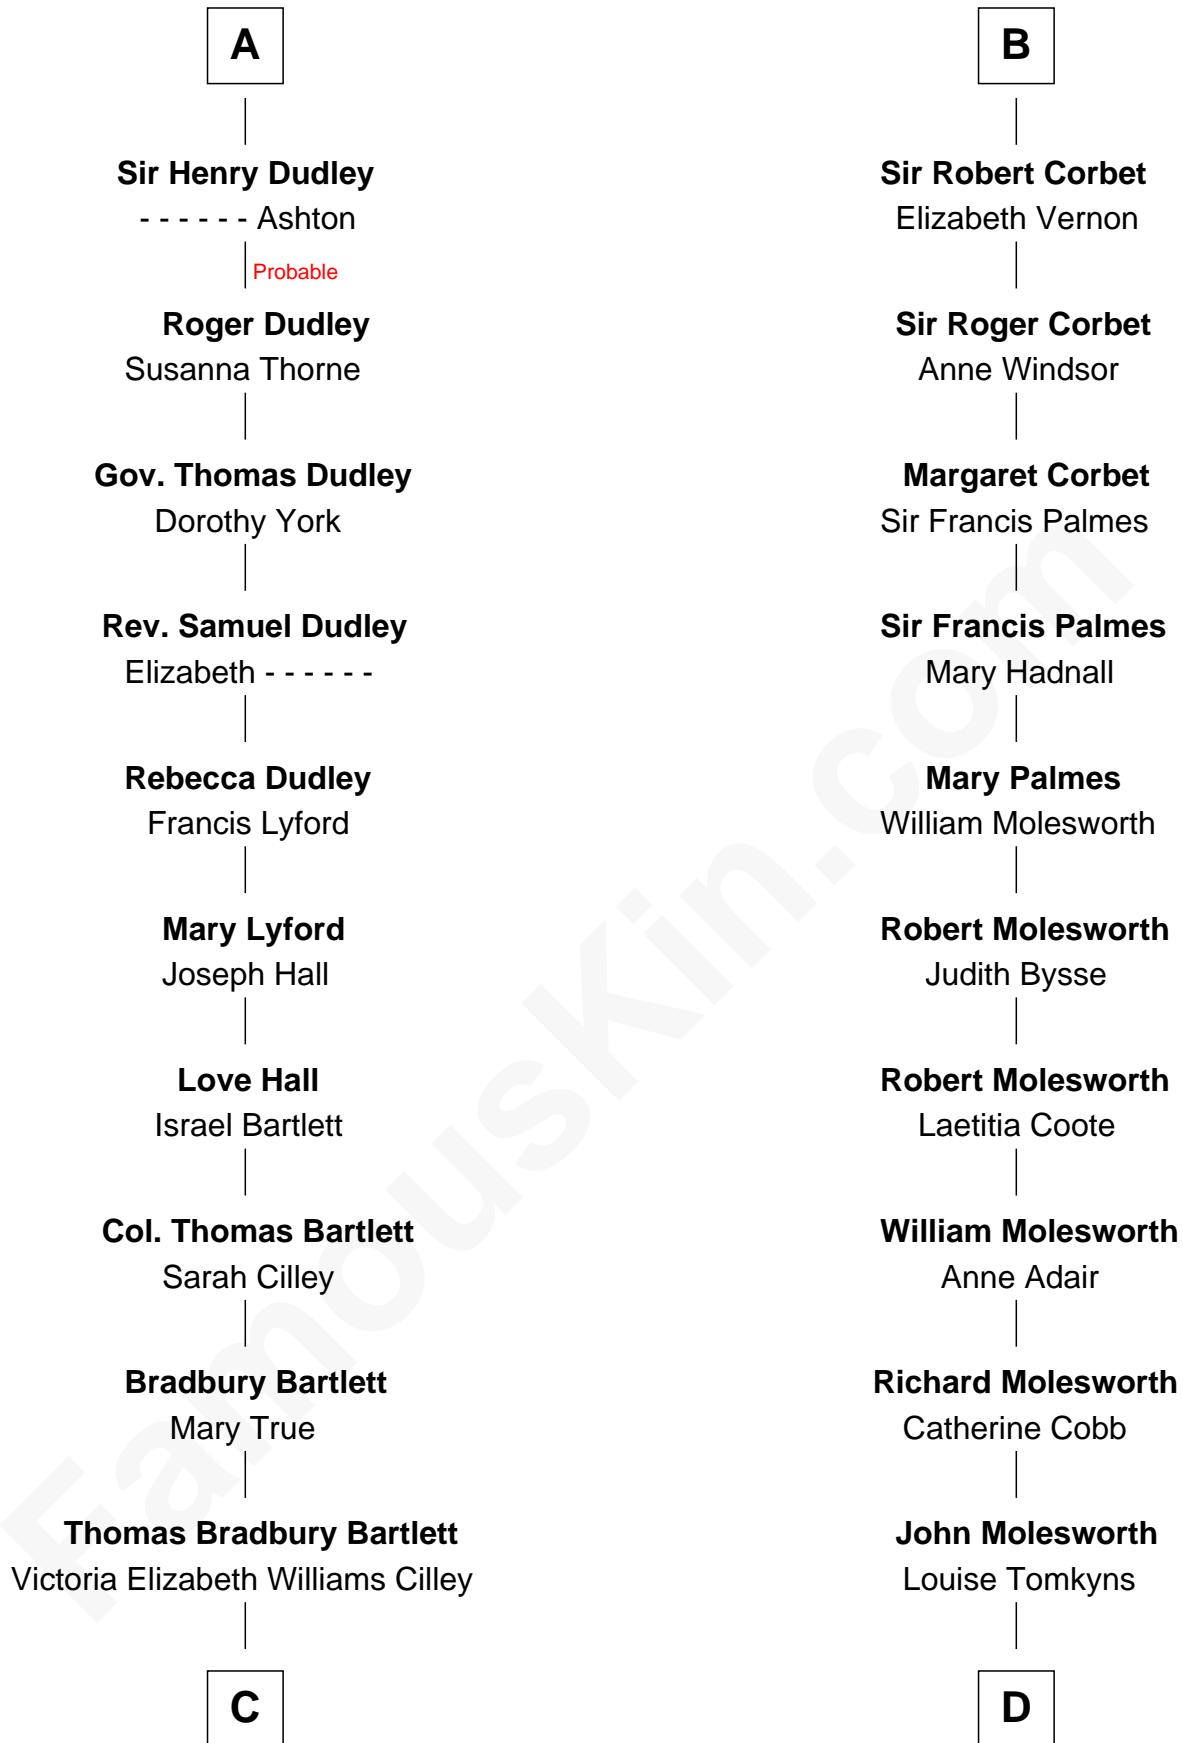 A
Sir Henry Dudley
- - - - - - Ashton
Probable
Roger Dudley
Susanna Thorne
Gov. Thomas Dudley
Dorothy York
Rev. Samuel Dudley
Elizabeth - - - - - -
Rebecca Dudley
Francis Lyford
Mary Lyford
Joseph Hall
Love Hall
Israel Bartlett
Col. Thomas Bartlett
Sarah Cilley
Bradbury Bartlett
Mary True
Thomas Bradbury Bartlett
Victoria Elizabeth Williams Cilley
C
B
Sir Robert Corbet
Elizabeth Vernon
Sir Roger Corbet
Anne Windsor
Margaret Corbet
Sir Francis Palmes
Sir Francis Palmes
Mary Hadnall
Mary Palmes
William Molesworth
Robert Molesworth
Judith Bysse
Robert Molesworth
Laetitia Coote
William Molesworth
Anne Adair
Richard Molesworth
Catherine Cobb
John Molesworth
Louise Tomkyns
D
FamousKin.com